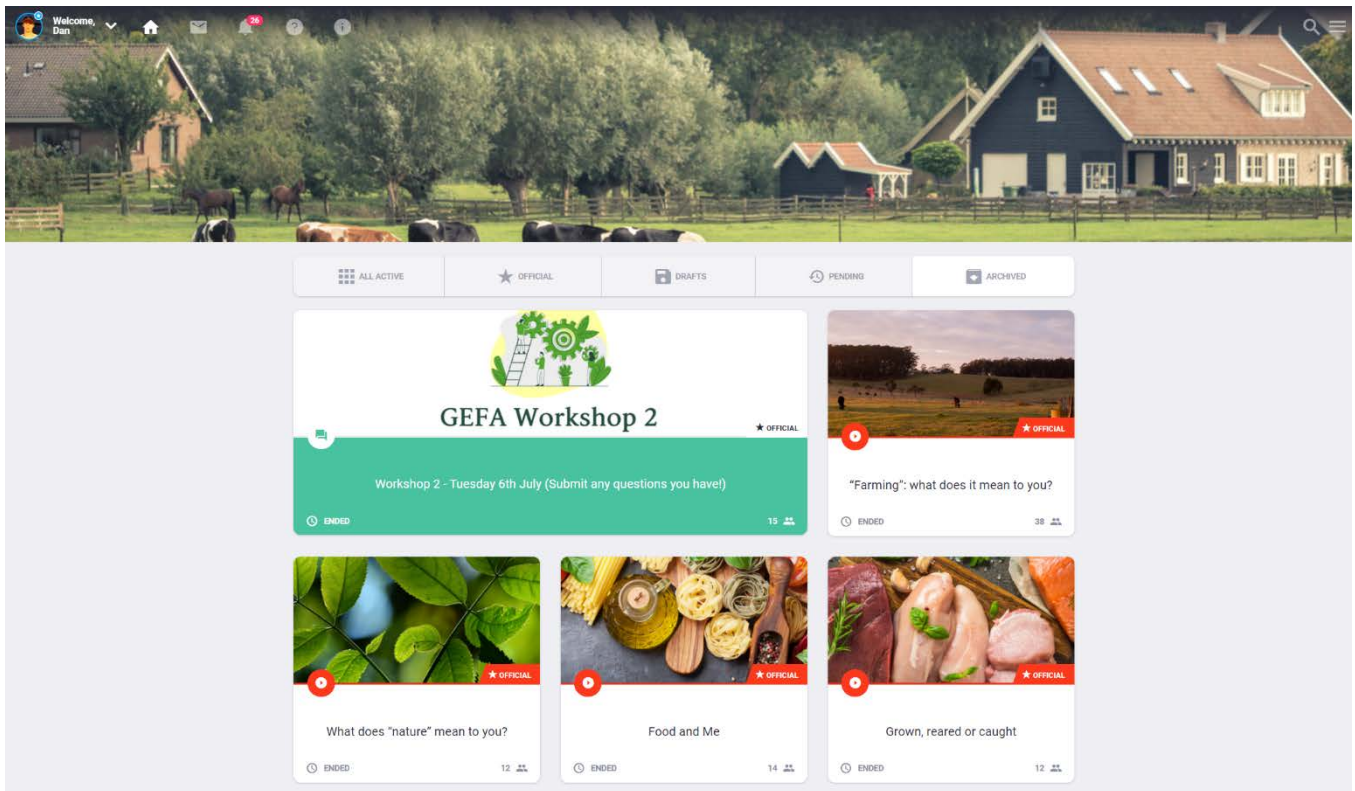 Welcome,
Dan
26
?
i
ALL ACTIVE
OFFICIAL
DRAFTS
PENDING
ARCHIVED
GEFA Workshop 2
OFFICIAL
Workshop 2 - Tuesday 6th July (Submit any questions you have!)
ENDED
15
OFFICIAL
“Farming”: what does it mean to you?
ENDED
38
OFFICIAL
What does "nature” mean to you?
ENDED
12
OFFICIAL
Food and Me
ENDED
14
OFFICIAL
Grown, reared or caught
ENDED
12